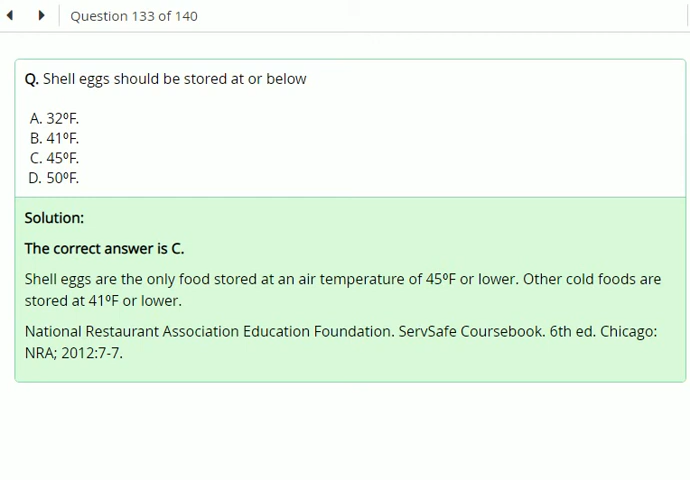 Question 133 of 140
Q. Shell eggs should be stored at or below
A. 32ºF.
B. 41ºF.
C. 45ºF.
D. 50ºF.
Solution:
The correct answer is C.
Shell eggs are the only food stored at an air temperature of 45ºF or lower. Other cold foods are
stored at 41ºF or lower.
National Restaurant Association Education Foundation. ServSafe Coursebook. 6th ed. Chicago:
NRA; 2012:7-7.